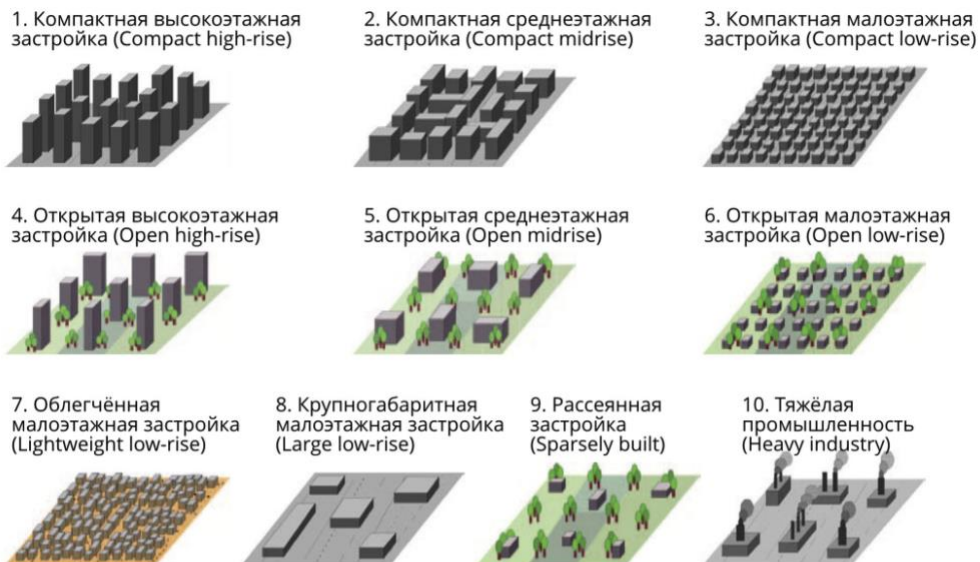 1. Компактная высокоэтажная
застройка (Compact high-rise)
2. Компактная среднеэтажная
застройка (Compact midrise)
3. Компактная малоэтажная
застройка (Compact low-rise)
4. Открытая высокоэтажная
застройка (Open high-rise)
5. Открытая среднеэтажная
застройка (Open midrise)
6. Открытая малоэтажная
застройка (Open low-rise)
7. Облегчённая
малоэтажная застройка
(Lightweight low-rise)
8. Крупногабаритная
малоэтажная застройка
(Large low-rise)
9. Рассеянная
застройка
(Sparsely built)
10. Тяжёлая
промышленность
(Heavy industry)